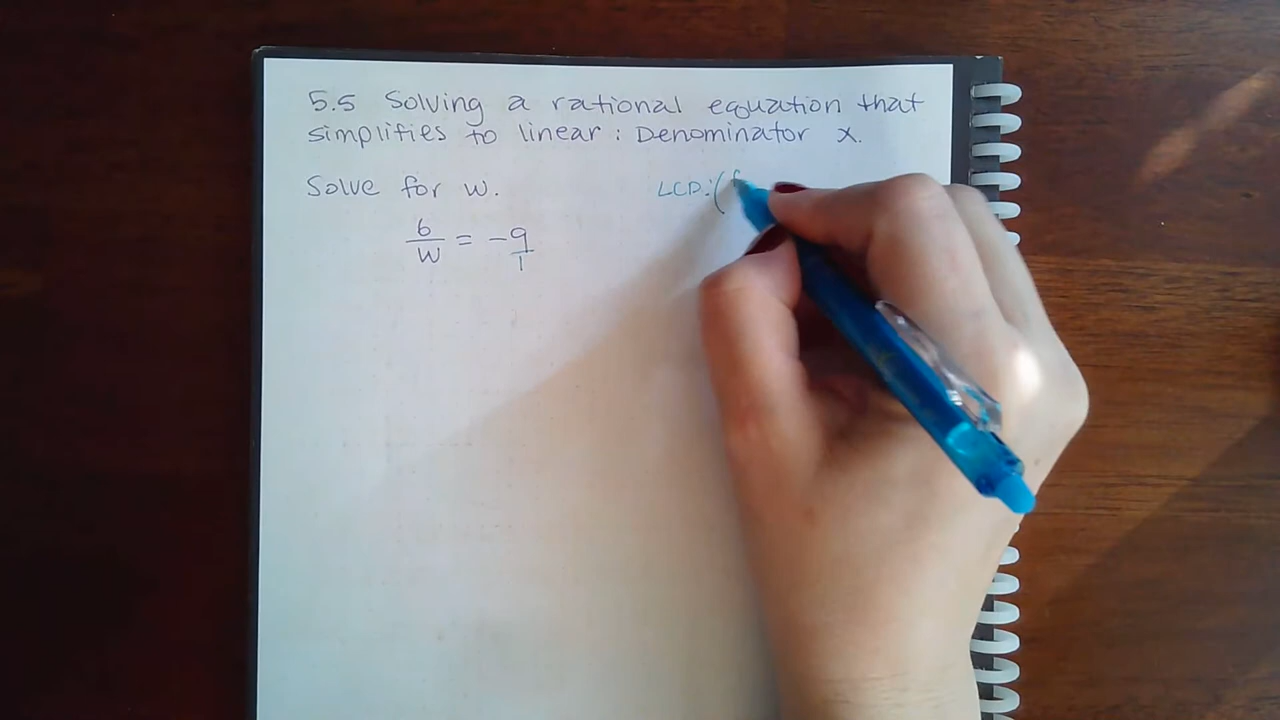 5.5 Solving a rational equation that
simplifies to linear: Denominator x.
Solve for w.
LCD:(
6/w = -9/1